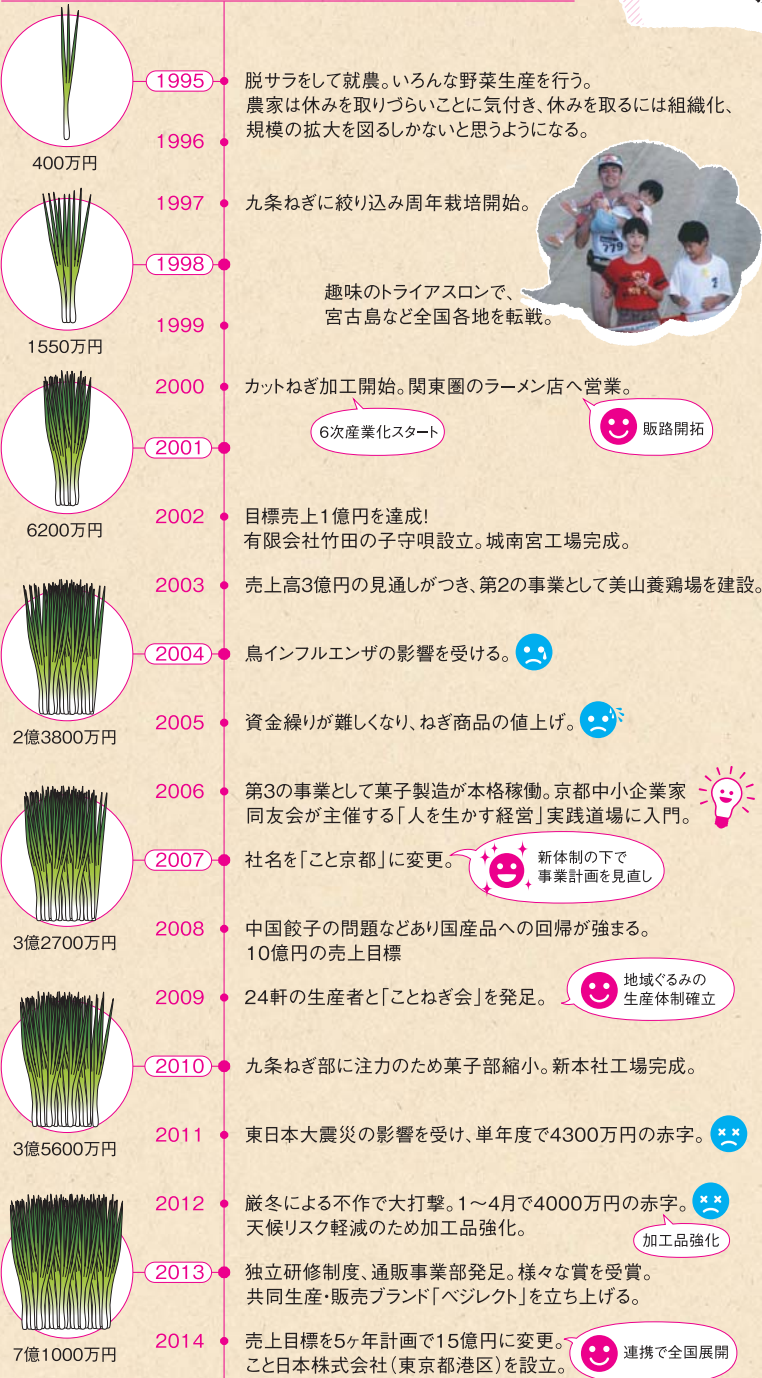 1995
脱サラをして就農。いろんな野菜生産を行う。
農家は休みを取りづらいことに気付き、休みを取るには組織化、
規模の拡大を図るしかないと思うようになる。
400万円
1996
1997
九条ねぎに絞り込み周年栽培開始。
779
1998
趣味のトライアスロンで、
宮古島など全国各地を転戦。
1999
1550万円
2000
カットねぎ加工開始。関東圏のラーメン店へ営業。
6次産業化スタート
販路開拓
2001
6200万円
2002
目標売上1億円を達成!
有限会社竹田の子守唄設立。城南宮工場完成。
2003
売上高3億円の見通しがつき、第2の事業として美山養鶏場を建設。
2004
鳥インフルエンザの影響を受ける。
2億3800万円
2005
資金繰りが難しくなり、ねぎ商品の値上げ。
2006
第3の事業として菓子製造が本格稼働。京都中小企業家
同友会が主催する「人を生かす経営」実践道場に入門。
2007
社名を「こと京都」に変更。
新体制の下で
事業計画を見直し
3億2700万円
2008
中国餃子の問題などあり国産品への回帰が強まる。
10億円の売上目標
2009
24軒の生産者と「ことねぎ会」を発足。
地域ぐるみの
生産体制確立
2010
九条ねぎ部に注力のため菓子部縮小。新本社工場完成。
3億5600万円
2011
東日本大震災の影響を受け、単年度で4300万円の赤字。
2012
厳冬による不作で大打撃。1〜4月で4000万円の赤字。
天候リスク軽減のため加工品強化。
加工品強化
2013
独立研修制度、通販事業部発足。様々な賞を受賞。
共同生産・販売ブランド「ベジレクト」を立ち上げる。
7億1000万円
2014
売上目標を5ヶ年計画で15億円に変更。
こと日本株式会社(東京都港区)を設立。
連携で全国展開